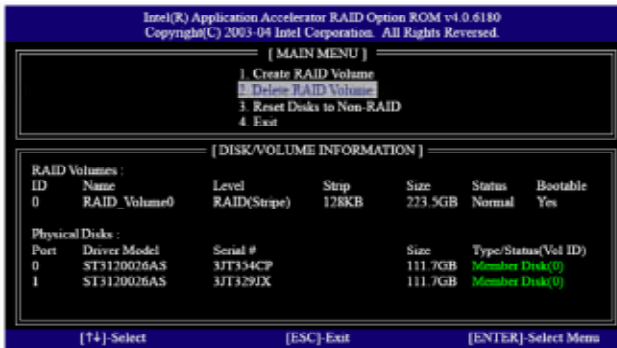 Intel(R) Application Accelerator RAID Option ROM v4.0.6180
Copyright(C) 2003-04 Intel Corporation. All Rights Reversed.
[ MAIN MENU ]
1. Create RAID Volume
2. Delete RAID Volume
3. Reset Disks to Non-RAID
4. Exit
[ DISK/VOLUME INFORMATION ]
RAID Volumes :
ID Name Level Strip Size Status Bootable
0 RAID_Volume0 RAID(Stripe) 128KB 223.5GB Normal Yes
Physical Disks :
Port Driver Model Serial # Size Type/Status(Vol ID)
0 ST3120026AS 3JT354CP 111.7GB Member Disk(0)
1 ST3120026AS 3JT329JX 111.7GB Member Disk(0)
[↑↓]-Select [ESC]-Exit [ENTER]-Select Menu